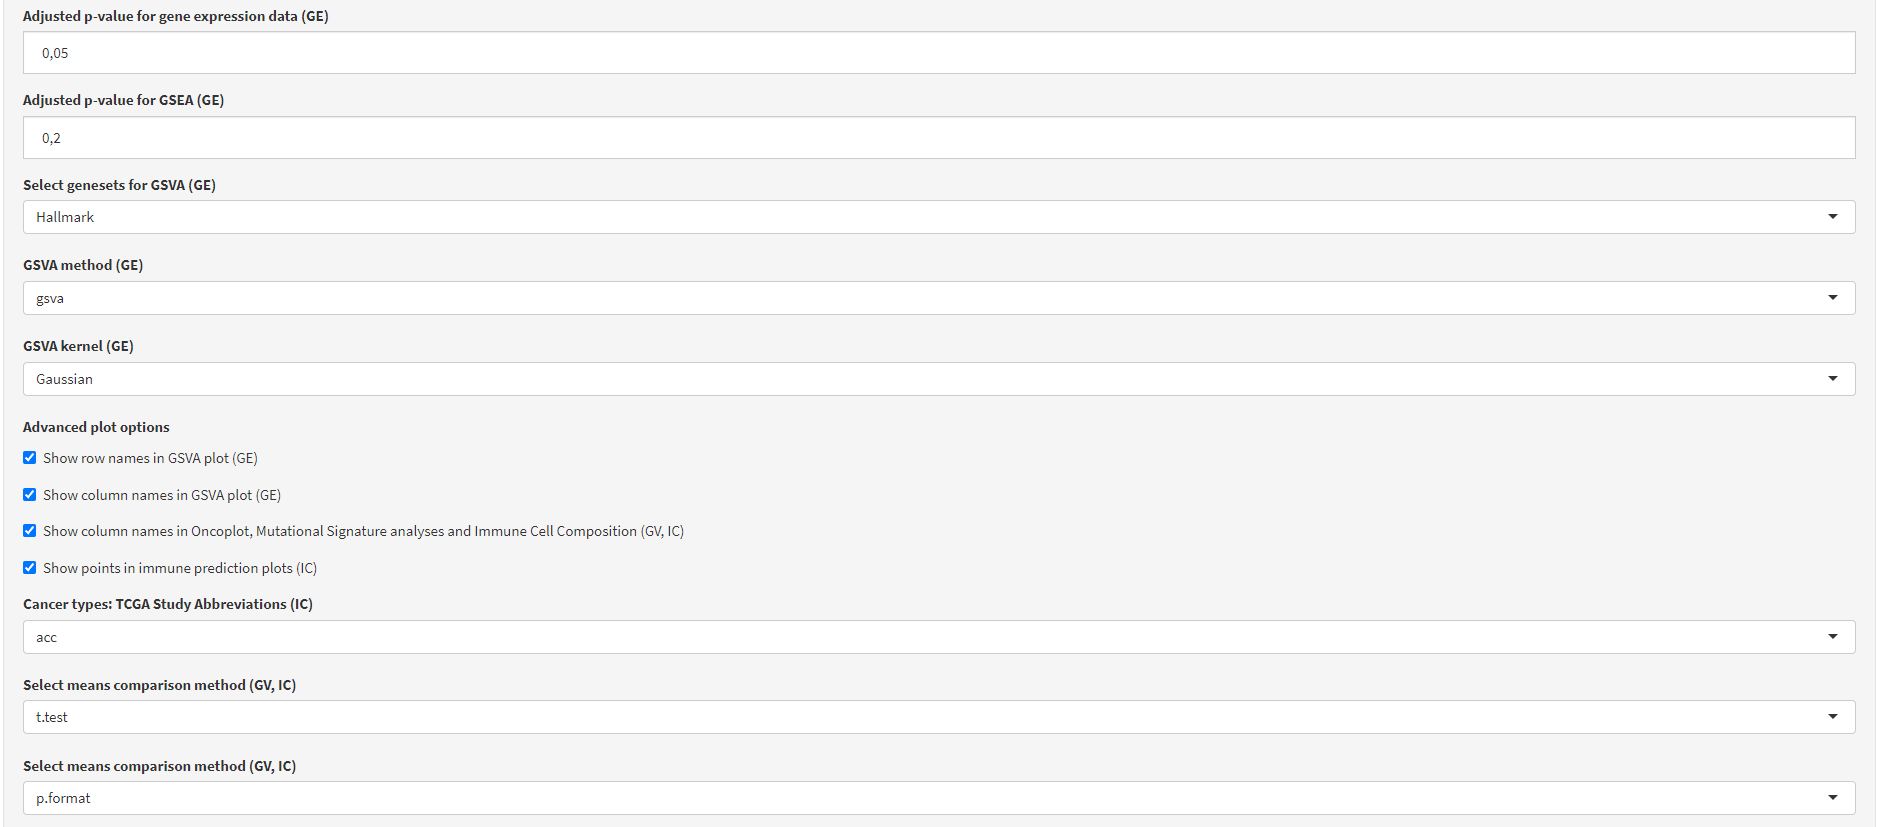 Adjusted p-value for gene expression data (GE)
0,05
Adjusted p-value for GSEA (GE)
0,2
Select genesets for GSVA (GE)
Hallmark
GSVA method (GE)
gsva
GSVA kernel (GE)
Gaussian
Advanced plot options
Show row names in GSVA plot (GE)
Show column names in GSVA plot (GE)
Show column names in Oncoplot, Mutational Signature analyses and Immune Cell Composition (GV, IC)
Show points in immune prediction plots (IC)
Cancer types: TCGA Study Abbreviations (IC)
acc
Select means comparison method (GV, IC)
t.test
Select means comparison method (GV, IC)
p.format